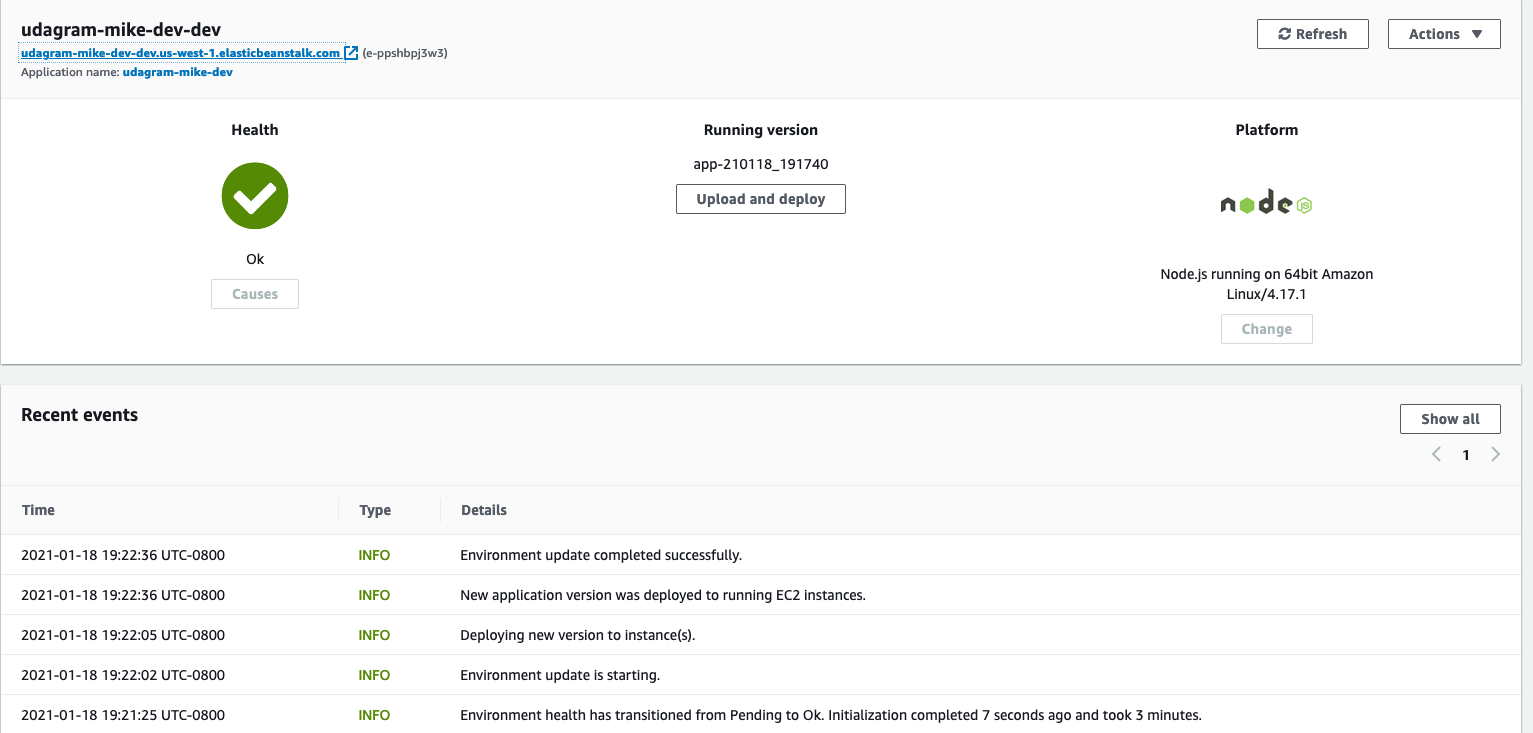 udagram-mike-dev-dev
udagram-mike-dev-dev.us-west-1.elasticbeanstalk.com (e-ppshbpj3w3)
Application name: udagram-mike-dev
Refresh
Actions
Health
Running version
Platform
app-210118_191740
Upload and deploy
node JS
Ok
Causes
Node.js running on 64bit Amazon
Linux/4.17.1
Change
Recent events
Show all
1
Time Type Details
2021-01-18 19:22:36 UTC-0800 INFO Environment update completed successfully.
2021-01-18 19:22:36 UTC-0800 INFO New application version was deployed to running EC2 instances.
2021-01-18 19:22:05 UTC-0800 INFO Deploying new version to instance(s).
2021-01-18 19:22:02 UTC-0800 INFO Environment update is starting.
2021-01-18 19:21:25 UTC-0800 INFO Environment health has transitioned from Pending to Ok. Initialization completed 7 seconds ago and took 3 minutes.